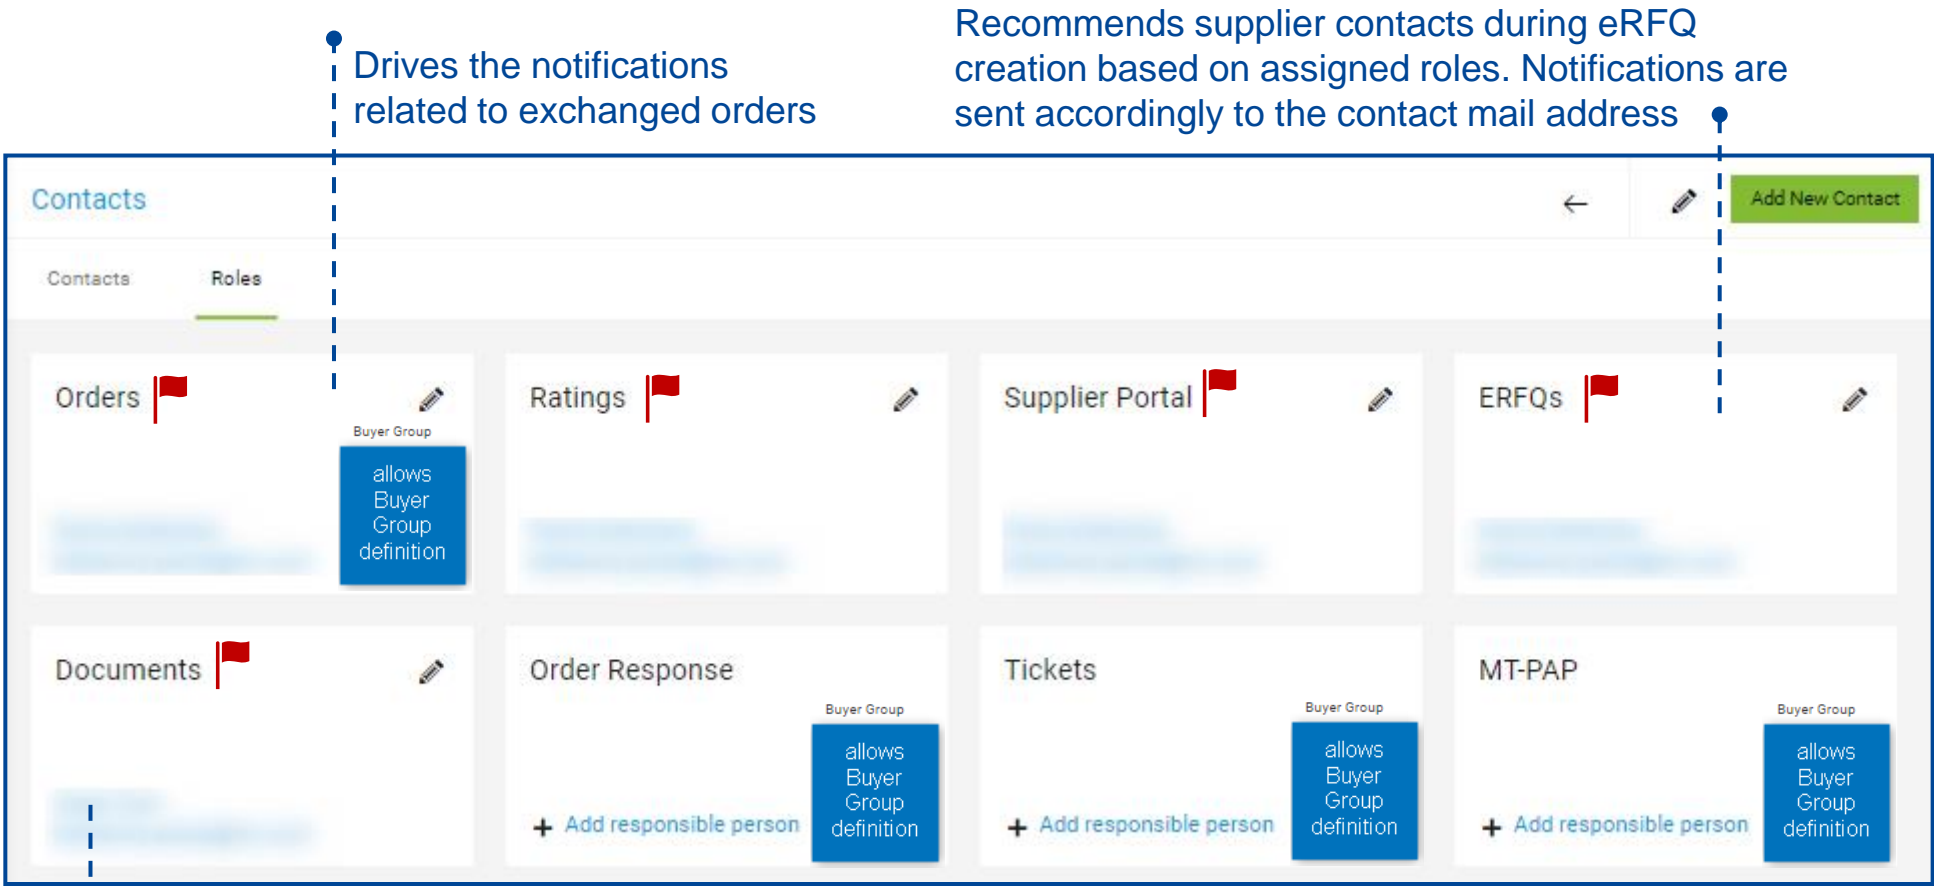 Drives the notifications
related to exchanged orders
Recommends supplier contacts during eRFQ
creation based on assigned roles. Notifications are
sent accordingly to the contact mail address
Contacts
Add New Contact
Contacts
Roles
Orders
Buyer Group
allows
Buyer
Group
definition
Ratings
Supplier Portal
ERFQs
Documents
Order Response
Buyer Group
allows
Buyer
Group
definition
+ Add responsible person
Tickets
Buyer Group
allows
Buyer
Group
definition
+ Add responsible person
MT-PAP
Buyer Group
allows
Buyer
Group
definition
+ Add responsible person